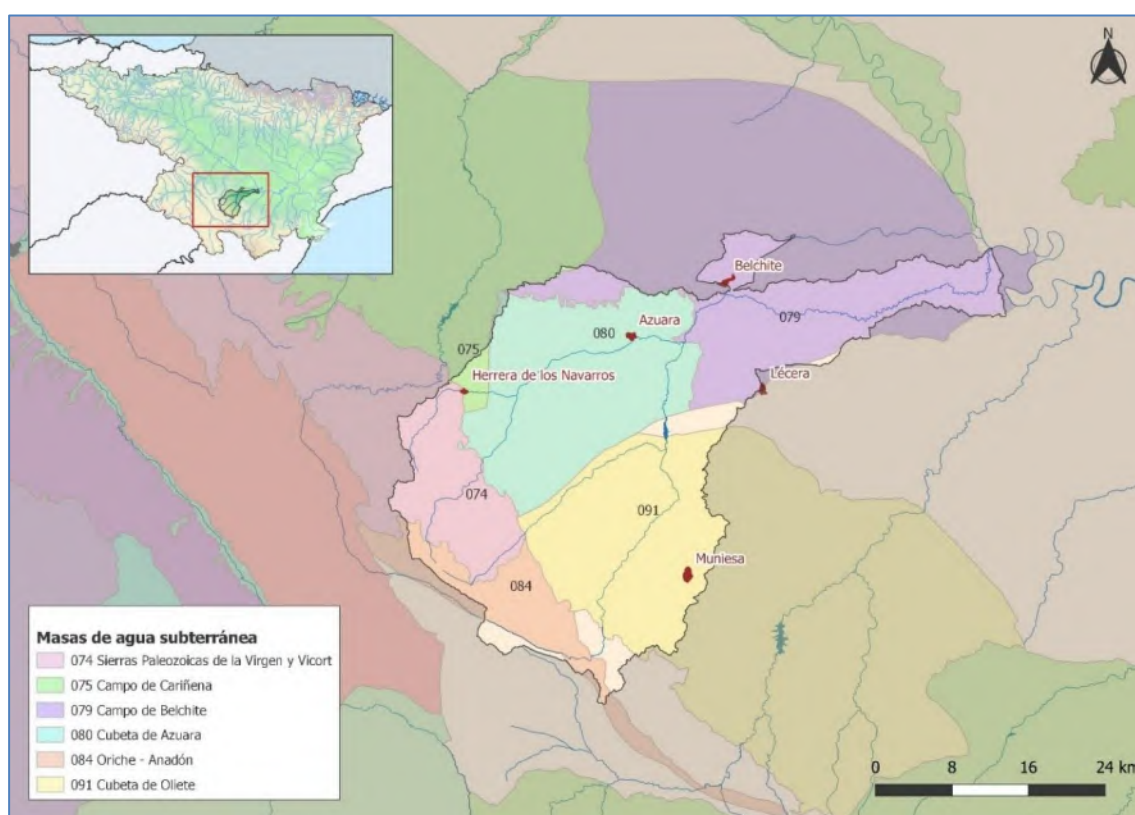 N
Belchite
079
Azuara
080
075
Herrera de los Navarros
Lécera
074
091
Muniesa
084
Masas de agua subterránea
074 Sierras Paleozoicas de la Virgen y Vicort
075 Campo de Cariñena
079 Campo de Belchite
080 Cubeta de Azuara
084 Oriche - Anadón
091 Cubeta de Oliete
0 8 16 24 km